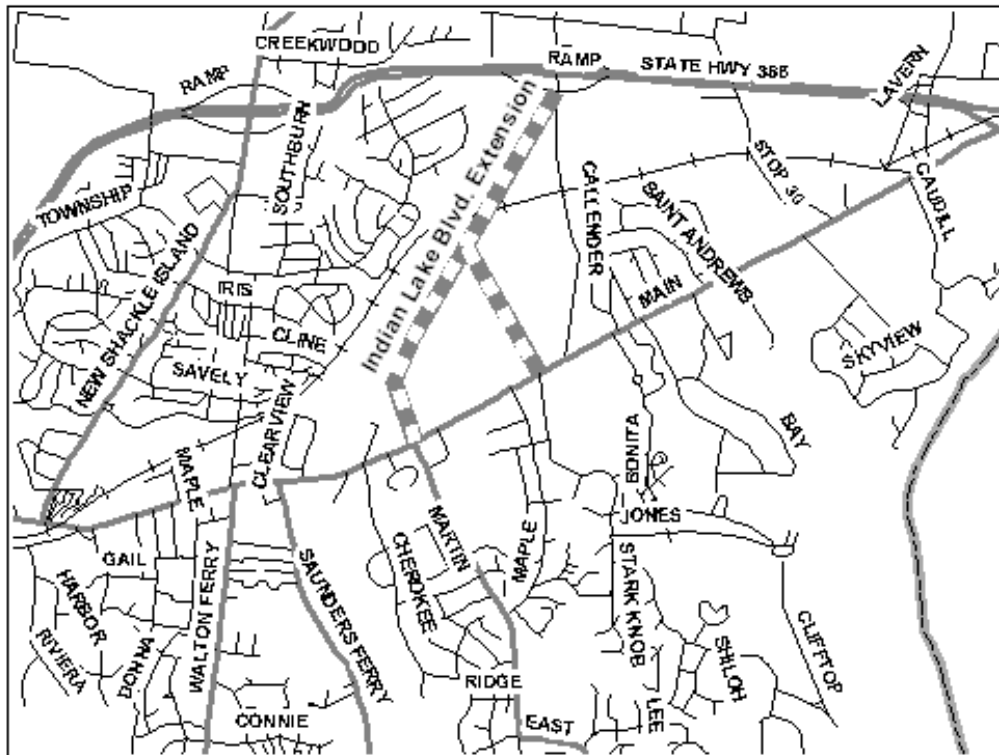 CREEKWOOD
RAMP
RAMP
STATE HWY 386
LAVERN
SOUTHBURN
Indian Lake Blvd. Extension
STOP 30
TOWNSHIP
CALLENDER
SAINT ANDREWS
CAUDILL
NEW SHACKLE ISLAND
IRIS
MAIN
CLINE
SKYVIEW
SAVELY
CLEARVIEW
BAY
MAPLE
BONITA
JONES
MARTIN
MAPLE
GAIL
CHEROKEE
HARBOR
WALTON FERRY
SAUNDERS FERRY
STARK KNOB
RIVIERA
DONNA
SHILOH
CLIFFTOP
RIDGE
LEE
CONNIE
EAST